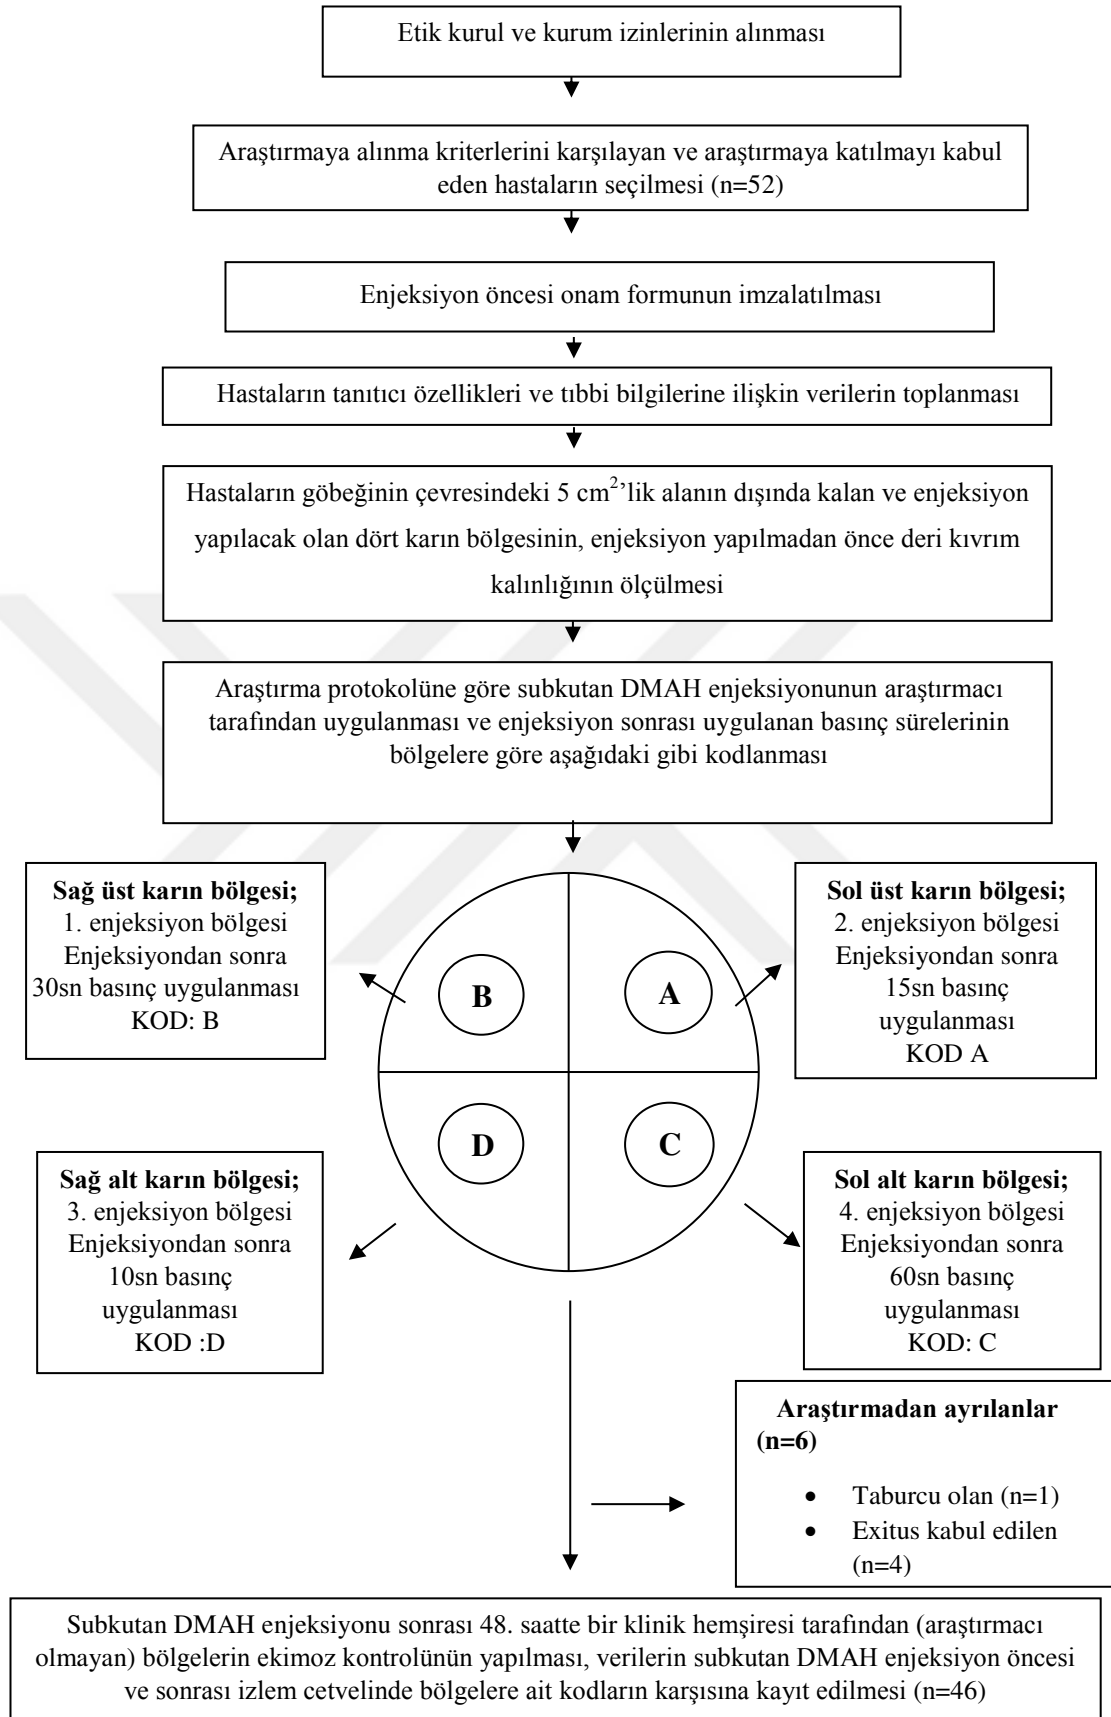 Etik kurul ve kurum izinlerinin alınması
Araştırmaya alınma kriterlerini karşılayan ve araştırmaya katılmayı kabul
eden hastaların seçilmesi (n=52)
Enjeksiyon öncesi onam formunun imzalatılması
Hastaların tanıtıcı özellikleri ve tıbbi bilgilerine ilişkin verilerin toplanması
Hastaların göbeğinin çevresindeki 5 cm²’lik alanın dışında kalan ve enjeksiyon
yapılacak olan dört karın bölgesinin, enjeksiyon yapılmadan önce deri kıvrım
kalınlığının ölçülmesi
Araştırma protokolüne göre subkutan DMAH enjeksiyonunun araştırmacı
tarafından uygulanması ve enjeksiyon sonrası uygulanan basınç sürelerinin
bölgelere göre aşağıdaki gibi kodlanması
Sağ üst karın bölgesi;
1. enjeksiyon bölgesi
Enjeksiyondan sonra
30sn basınç uygulanması
KOD: B
B
A
Sol üst karın bölgesi;
2. enjeksiyon bölgesi
Enjeksiyondan sonra
15sn basınç
uygulanması
KOD A
Sağ alt karın bölgesi;
3. enjeksiyon bölgesi
Enjeksiyondan sonra
10sn basınç
uygulanması
KOD :D
D
C
Sol alt karın bölgesi;
4. enjeksiyon bölgesi
Enjeksiyondan sonra
60sn basınç
uygulanması
KOD: C
Araştırmadan ayrılanlar
(n=6)
• Taburcu olan (n=1)
• Exitus kabul edilen
(n=4)
Subkutan DMAH enjeksiyonu sonrası 48. saatte bir klinik hemşiresi tarafından (araştırmacı
olmayan) bölgelerin ekimoz kontrolünün yapılması, verilerin subkutan DMAH enjeksiyon öncesi
ve sonrası izlem cetvelinde bölgelere ait kodların karşısına kayıt edilmesi (n=46)